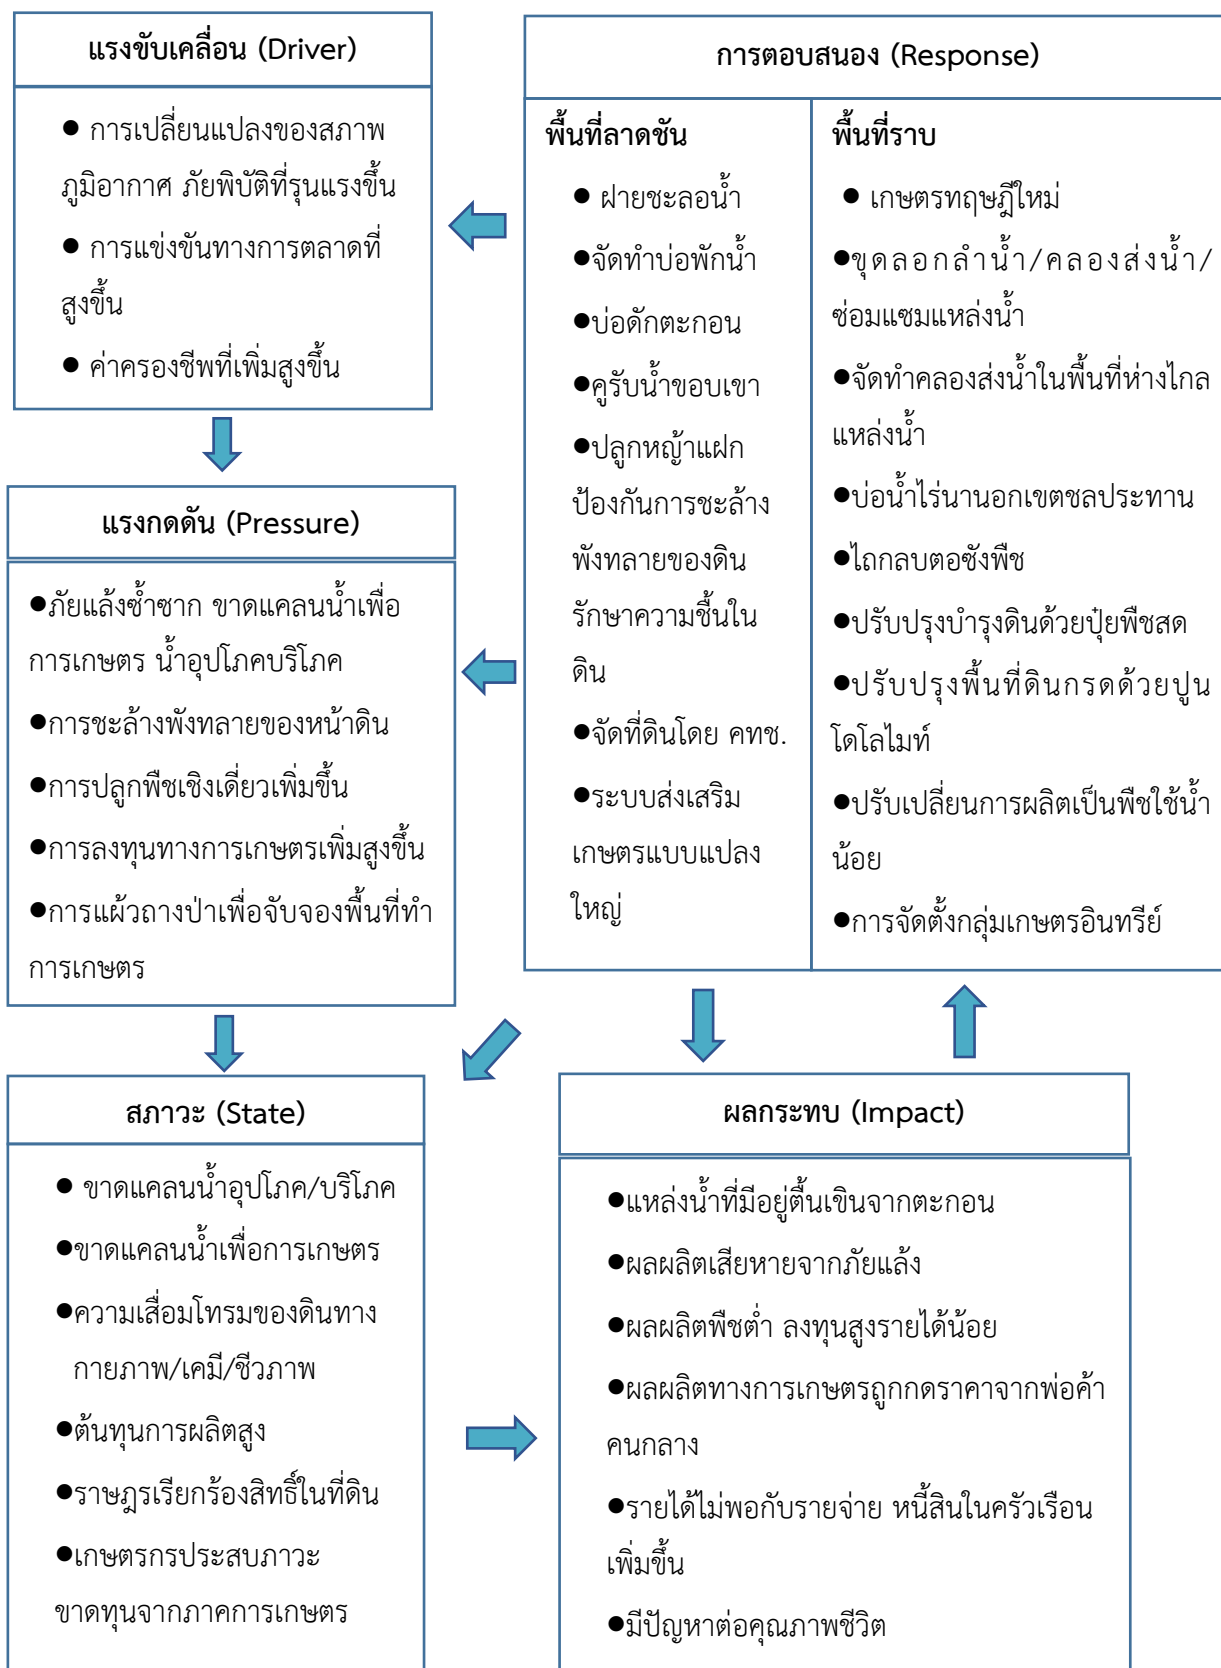 แรงขับเคลื่อน (Driver)
● การเปลี่ยนแปลงของสภาพ
ภูมิอากาศ ภัยพิบัติที่รุนแรงขึ้น
● การแข่งขันทางการตลาดที่
สูงขึ้น
● ค่าครองชีพที่เพิ่มสูงขึ้น
แรงกดดัน (Pressure)
●ภัยแล้งซ้ำซาก ขาดแคลนน้ำเพื่อ
การเกษตร น้ำอุปโภคบริโภค
●การชะล้างพังทลายของหน้าดิน
●การปลูกพืชเชิงเดี่ยวเพิ่มขึ้น
●การลงทุนทางการเกษตรเพิ่มสูงขึ้น
●การแผ้วถางป่าเพื่อจับจองพื้นที่ทำ
การเกษตร
การตอบสนอง (Response)
พื้นที่ลาดชัน
● ฝายชะลอน้ำ
●จัดทำบ่อพักน้ำ
●บ่อดักตะกอน
●คูรับน้ำขอบเขา
●ปลูกหญ้าแฝก
ป้องกันการชะล้าง
พังทลายของดิน
รักษาความชื้นใน
ดิน
●จัดที่ดินโดย คทช.
●ระบบส่งเสริม
เกษตรแบบแปลง
ใหญ่
พื้นที่ราบ
● เกษตรทฤษฎีใหม่
●ขุดลอกลำน้ำ/คลองส่งน้ำ/
ซ่อมแซมแหล่งน้ำ
●จัดทำคลองส่งน้ำในพื้นที่ห่างไกล
แหล่งน้ำ
●บ่อน้ำไร่นานอกเขตชลประทาน
●ไถกลบตอซังพืช
●ปรับปรุงบำรุงดินด้วยปุ๋ยพืชสด
●ปรับปรุงพื้นที่ดินกรดด้วยปูน
โดโลไมท์
●ปรับเปลี่ยนการผลิตเป็นพืชใช้น้ำ
น้อย
●การจัดตั้งกลุ่มเกษตรอินทรีย์
สภาวะ (State)
● ขาดแคลนน้ำอุปโภค/บริโภค
●ขาดแคลนน้ำเพื่อการเกษตร
●ความเสื่อมโทรมของดินทาง
กายภาพ/เคมี/ชีวภาพ
●ต้นทุนการผลิตสูง
●ราษฎรเรียกร้องสิทธิ์ในที่ดิน
●เกษตรกรประสบภาวะ
ขาดทุนจากภาคการเกษตร
ผลกระทบ (Impact)
●แหล่งน้ำที่มีอยู่ตื้นเขินจากตะกอน
●ผลผลิตเสียหายจากภัยแล้ง
●ผลผลิตพืชต่ำ ลงทุนสูงรายได้น้อย
●ผลผลิตทางการเกษตรถูกกดราคาจากพ่อค้า
คนกลาง
●รายได้ไม่พอกับรายจ่าย หนี้สินในครัวเรือน
เพิ่มขึ้น
●มีปัญหาต่อคุณภาพชีวิต